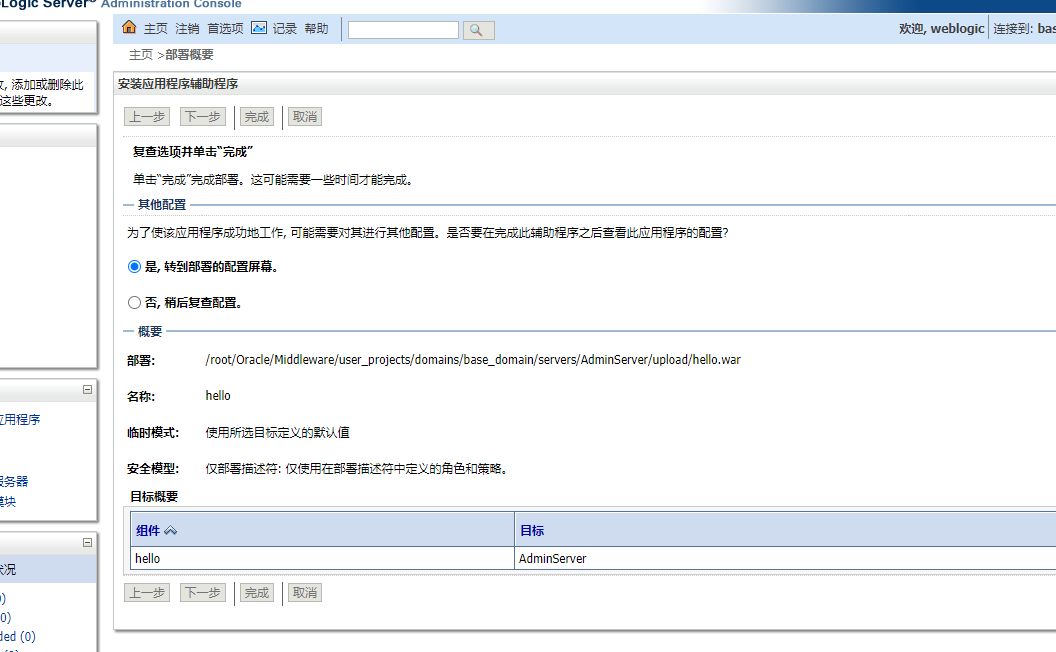 Logic Server® Administration Console
主页 注销 首选项 记录 帮助
欢迎, weblogic 连接到: bas
主页 >部署概要
改, 添加或删除此
这些更改。
应用程序
服务器
模块
状况
)
0)
ded (0)
安装应用程序辅助程序
上一步 下一步 完成 取消
复查选项并单击“完成”
单击“完成”完成部署。这可能需要一些时间才能完成。
其他配置
为了使该应用程序成功地工作, 可能需要对其进行其他配置。是否要在完成此辅助程序之后查看此应用程序的配置?
是, 转到部署的配置屏幕。
否, 稍后复查配置。
概要
部署: /root/Oracle/Middleware/user_projects/domains/base_domain/servers/AdminServer/upload/hello.war
名称: hello
临时模式: 使用所选目标定义的默认值
安全模型: 仅部署描述符: 仅使用在部署描述符中定义的角色和策略。
目标概要
组件 目标
hello AdminServer
上一步 下一步 完成 取消